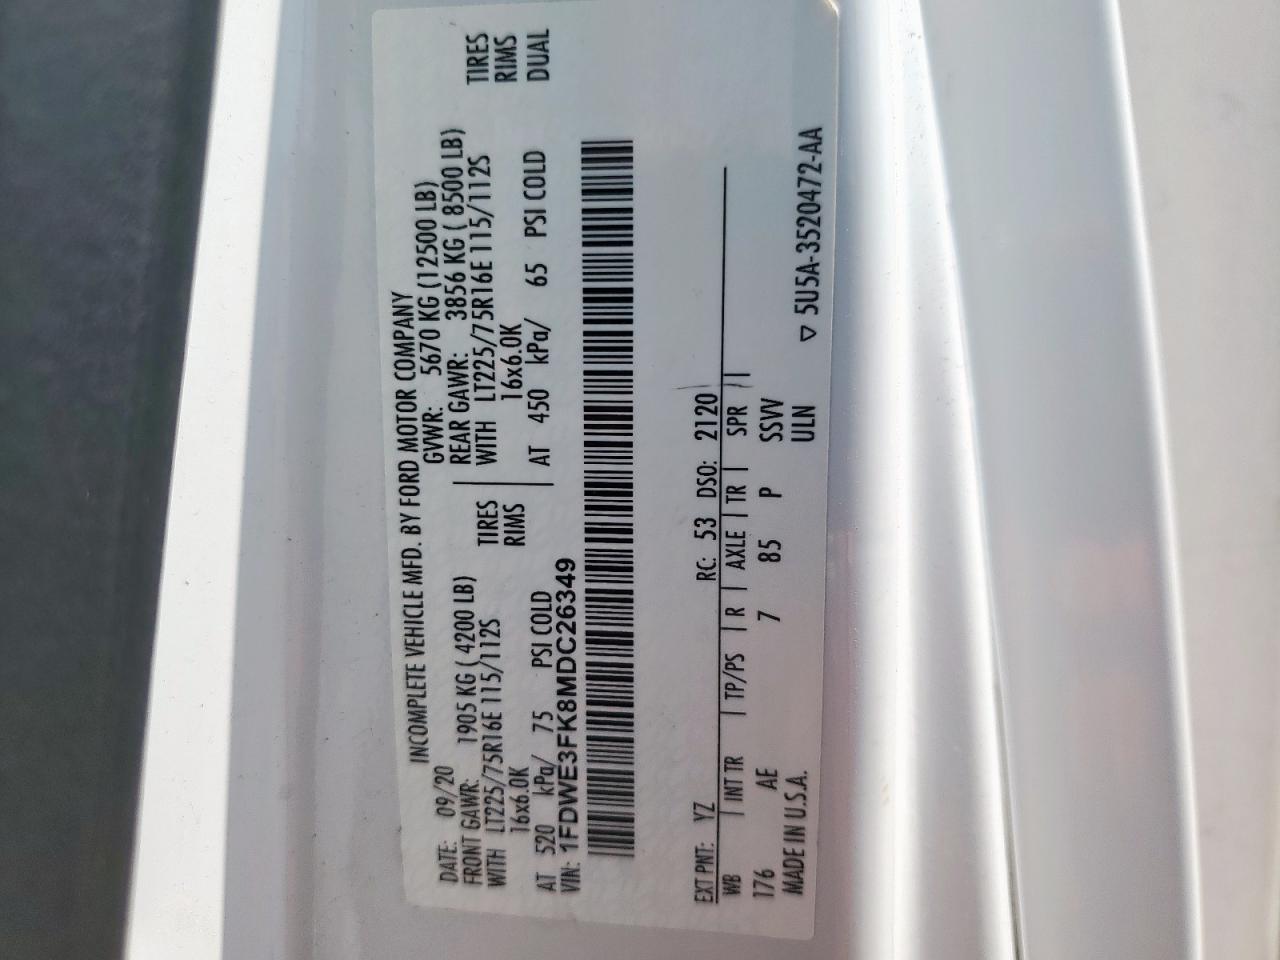 INCOMPLETE VEHICLE MFD. BY FORD MOTOR COMPANY
DATE: 09/20 GVWR: 5670 KG (12500 LB)
FRONT GAWR: 1905 KG ( 4200 LB) REAR GAWR: 3856 KG ( 8500 LB)
WITH LT225/75R16E 115/112S TIRES WITH LT225/75R16E 115/112S TIRES
16x6.0K RIMS 16x6.0K RIMS
AT 520 kPa/ 75 PSI COLD AT 450 kPa/ 65 PSI COLD DUAL
VIN: 1FDWE3FK8MDC26349
EXT PNT: YZ RC: 53 DSO: 2120
WB | INT TR | TP/PS | R | AXLE | TR | SPR
176 AE 7 85 P SSVV
MADE IN U.S.A. ULN ▽ 5U5A-3520472-AA